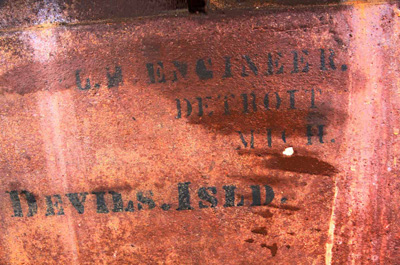 ENGINEER.
DETROIT
MICH.
DEVILS. ISLD.